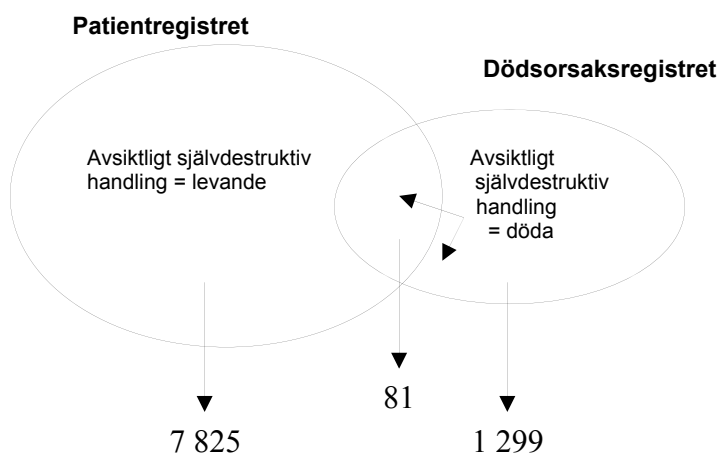 Patientregistret
Dödsorsaksregistret
Avsiktligt självdestruktiv
handling = levande
Avsiktligt
självdestruktiv
handling
= döda
81
7 825
1 299